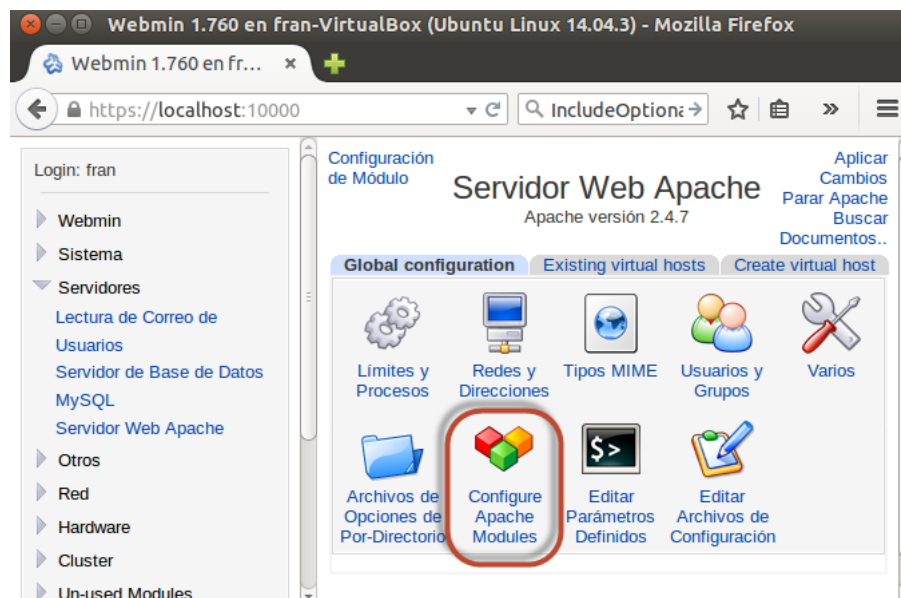 Webmin 1.760 en fran-VirtualBox (Ubuntu Linux 14.04.3) - Mozilla Firefox
Webmin 1.760 en fr... ×
https://localhost:10000
IncludeOptiona
Login: fran
Webmin
Sistema
Servidores
Lectura de Correo de
Usuarios
Servidor de Base de Datos
MySQL
Servidor Web Apache
Otros
Red
Hardware
Cluster
Un-used Modules
Configuración
de Módulo
Servidor Web Apache
Apache versión 2.4.7
Aplicar
Cambios
Parar Apache
Buscar
Documentos..
Global configuration
Existing virtual hosts
Create virtual host
Límites y
Procesos
Redes y
Direcciones
Tipos MIME
Usuarios y
Grupos
Varios
Archivos de
Opciones de
Por-Directorio
Configure
Apache
Modules
$>
Editar
Parámetros
Definidos
Editar
Archivos de
Configuración